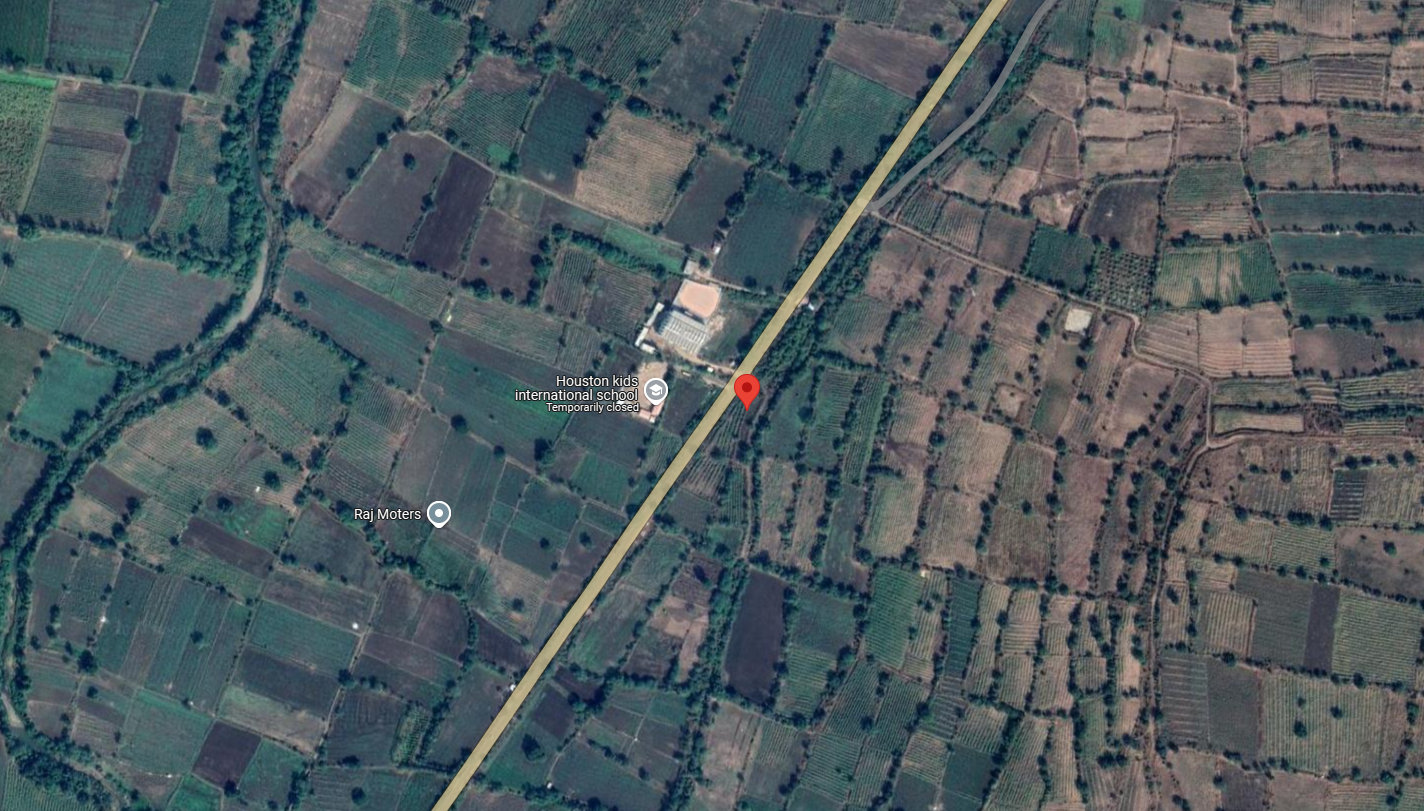 Houston kids
international school
Temporarily closed
Raj Moters